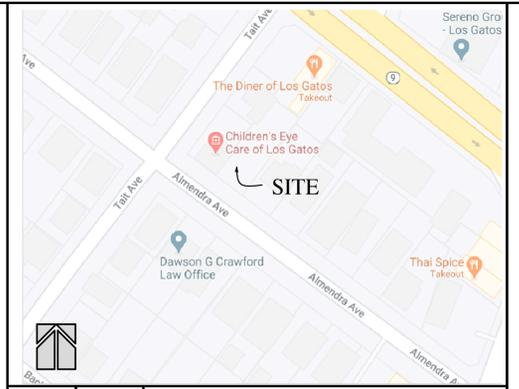 Tait Ave
Sereno Gro
- Los Gatos
Ave
The Diner of Los Gatos
Takeout
9
Children's Eye
Care of Los Gatos
SITE
Tait Ave
Almendra Ave
Dawson G Crawford
Law Office
Thai Spice
Takeout
Almendra Ave
Almendra Ave